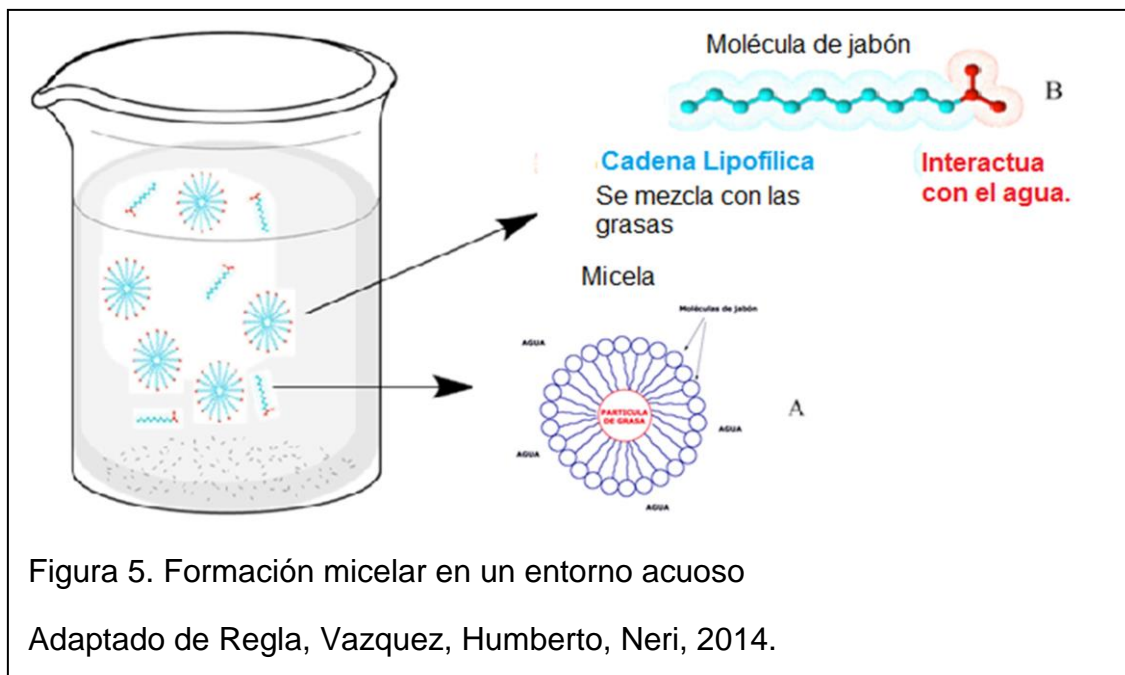 Molécula de jabón
B
Cadena Lipofílica
Se mezcla con las
grasas
Interactua
con el agua.
Micela
Moléculas de jabón
AGUA
PARTICULA
DE GRASA
A
AGUA
AGUA
AGUA
Figura 5. Formación micelar en un entorno acuoso
Adaptado de Regla, Vazquez, Humberto, Neri, 2014.